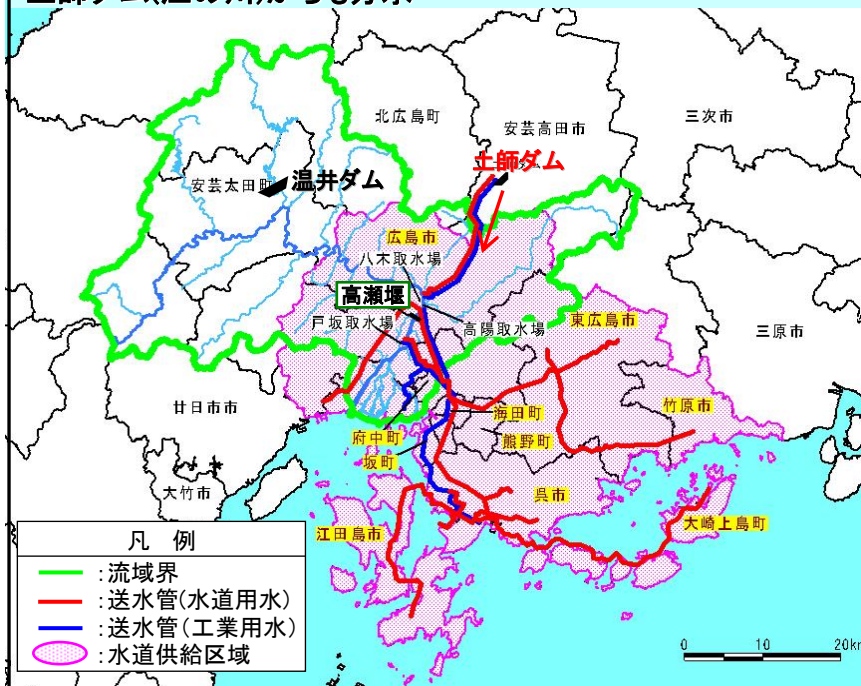 北広島町
安芸高田市
三次市
土師ダム
安芸太田町
温井ダム
広島市
八木取水場
高瀬堰
戸坂取水場
高陽取水場
東広島市
三原市
廿日市市
海田町
竹原市
府中町
熊野町
坂町
大竹市
呉市
江田島市
大崎上島町
凡 例
:流域界
:送水管(水道用水)
:送水管(工業用水)
:水道供給区域
0 10 20km